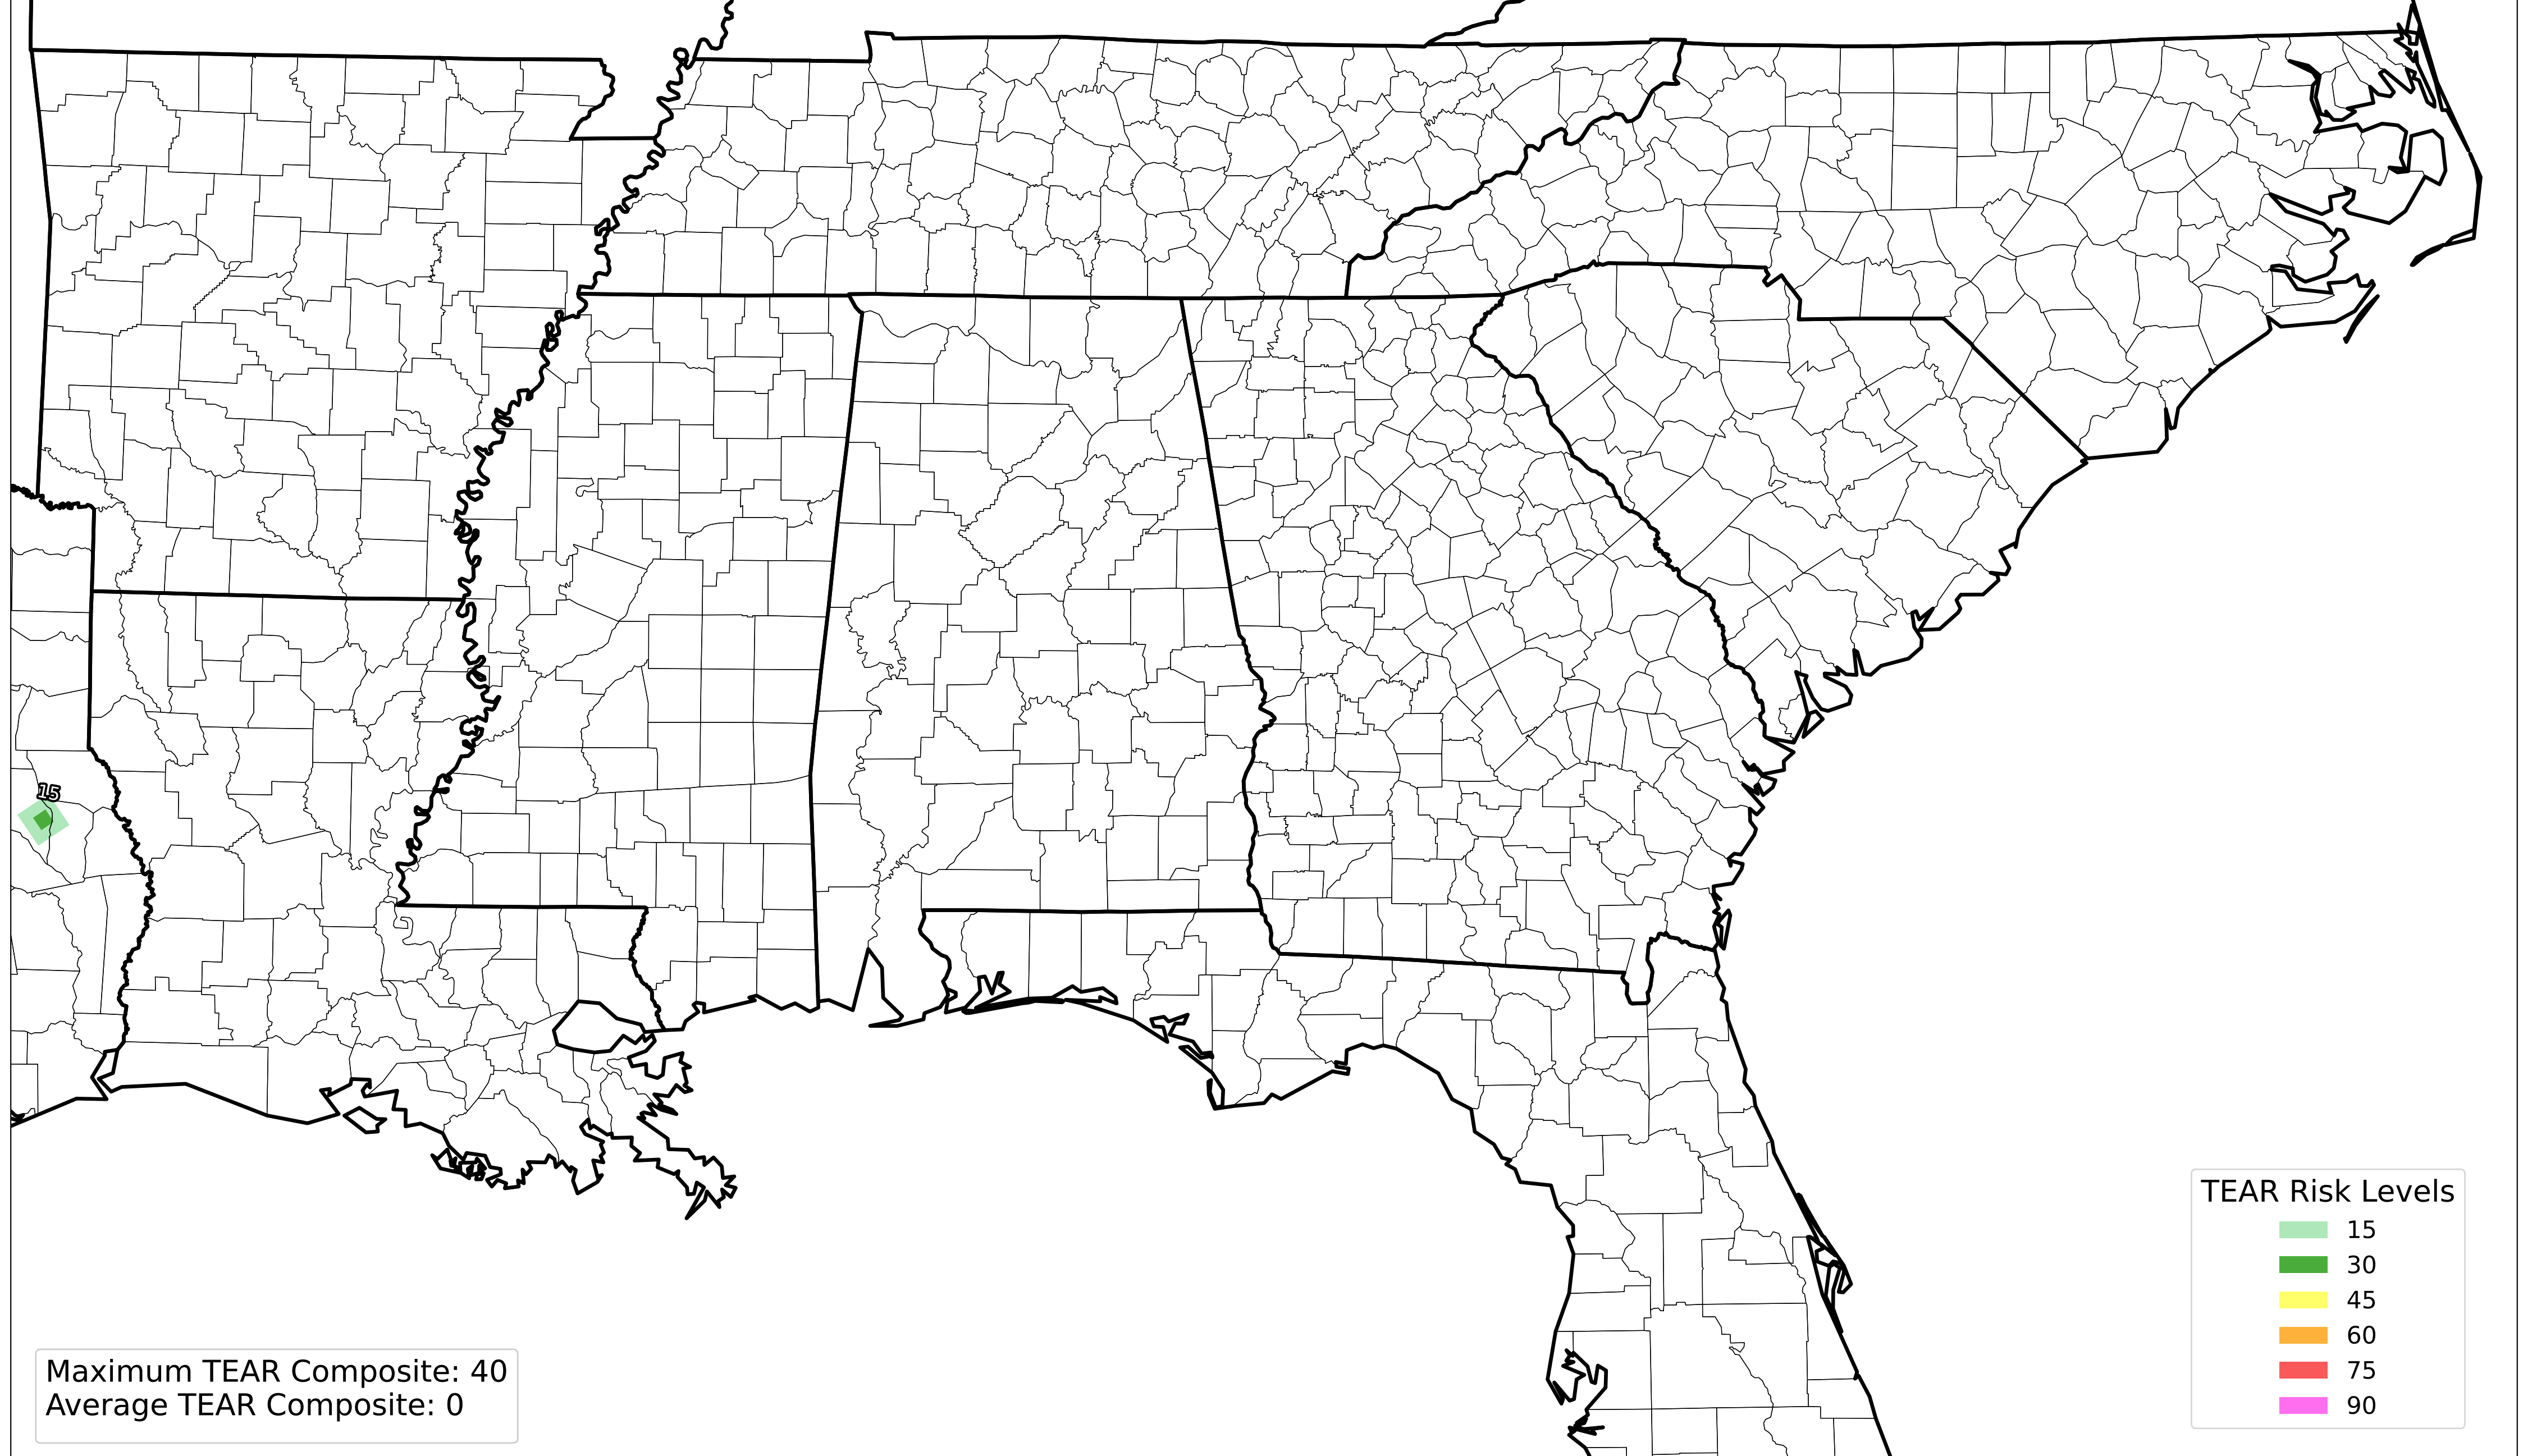 15
TEAR Risk Levels
15
30
45
60
75
90
Maximum TEAR Composite: 40
Average TEAR Composite: 0